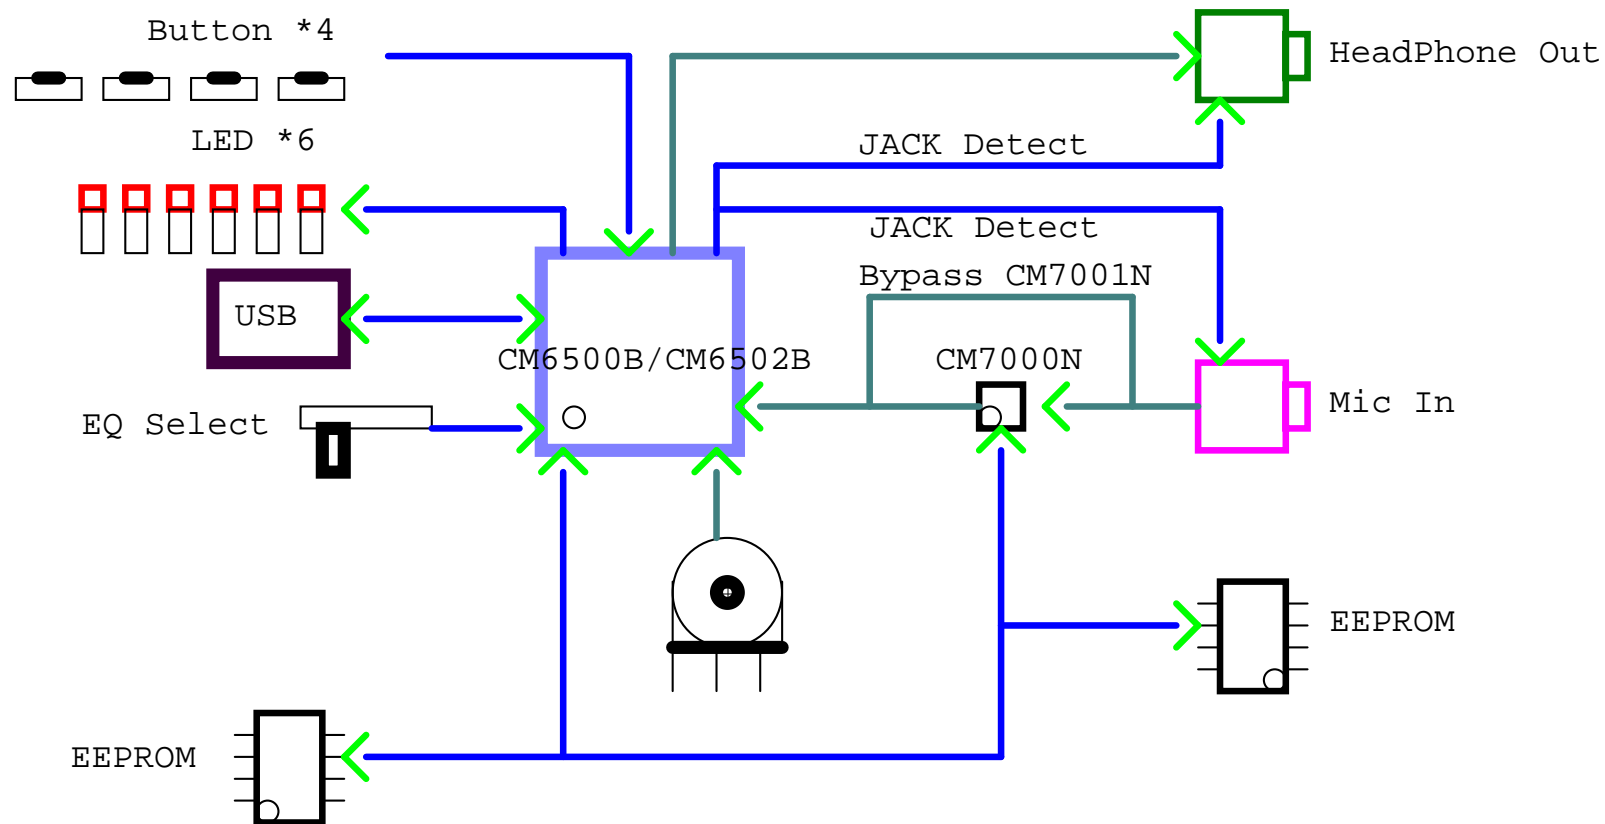 Button *4
HeadPhone Out
LED *6
JACK Detect
JACK Detect
Bypass CM7001N
USB
CM6500B/CM6502B
CM7000N
Mic In
EQ Select
EEPROM
EEPROM